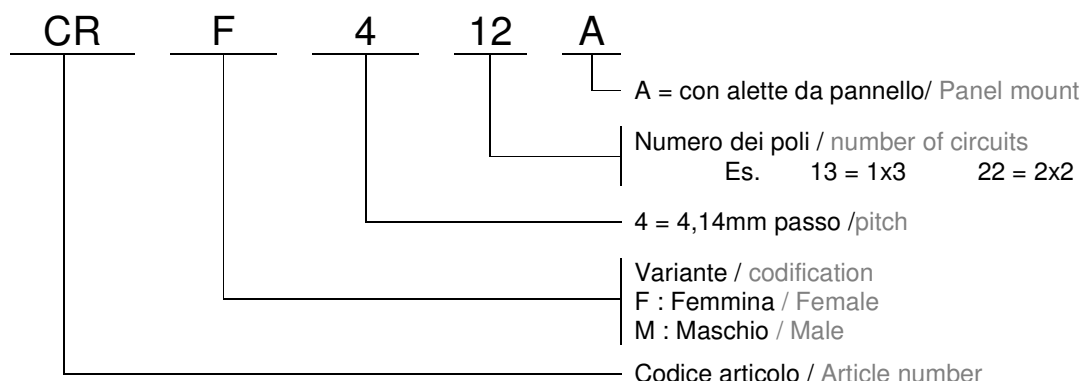 CR F 4 12 A
A = con alette da pannello/ Panel mount
Numero dei poli / number of circuits
Es. 13 = 1x3 22 = 2x2
4 = 4,14mm passo /pitch
Variante / codification
F : Femmina / Female
M : Maschio / Male
Codice articolo / Article number